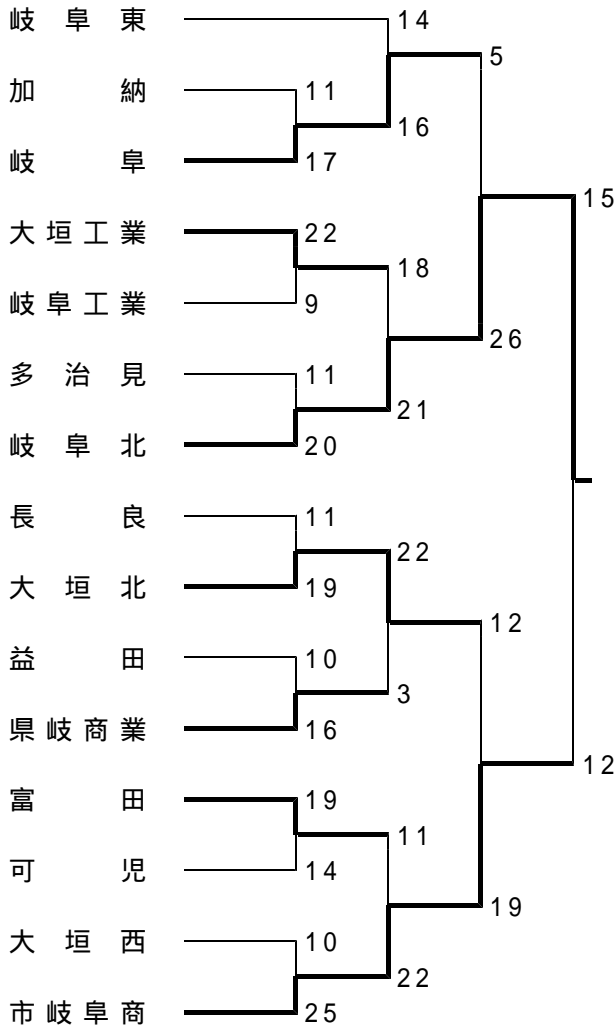 岐阜東 14
5
加納 11
16
岐阜 17
15
大垣工業 22
18
岐阜工業 9
26
多治見 11
21
岐阜北 20
長良 11
22
大垣北 19
12
益田 10
3
県岐商業 16
12
富田 19
11
可児 14
19
大垣西 10
22
市岐阜商 25